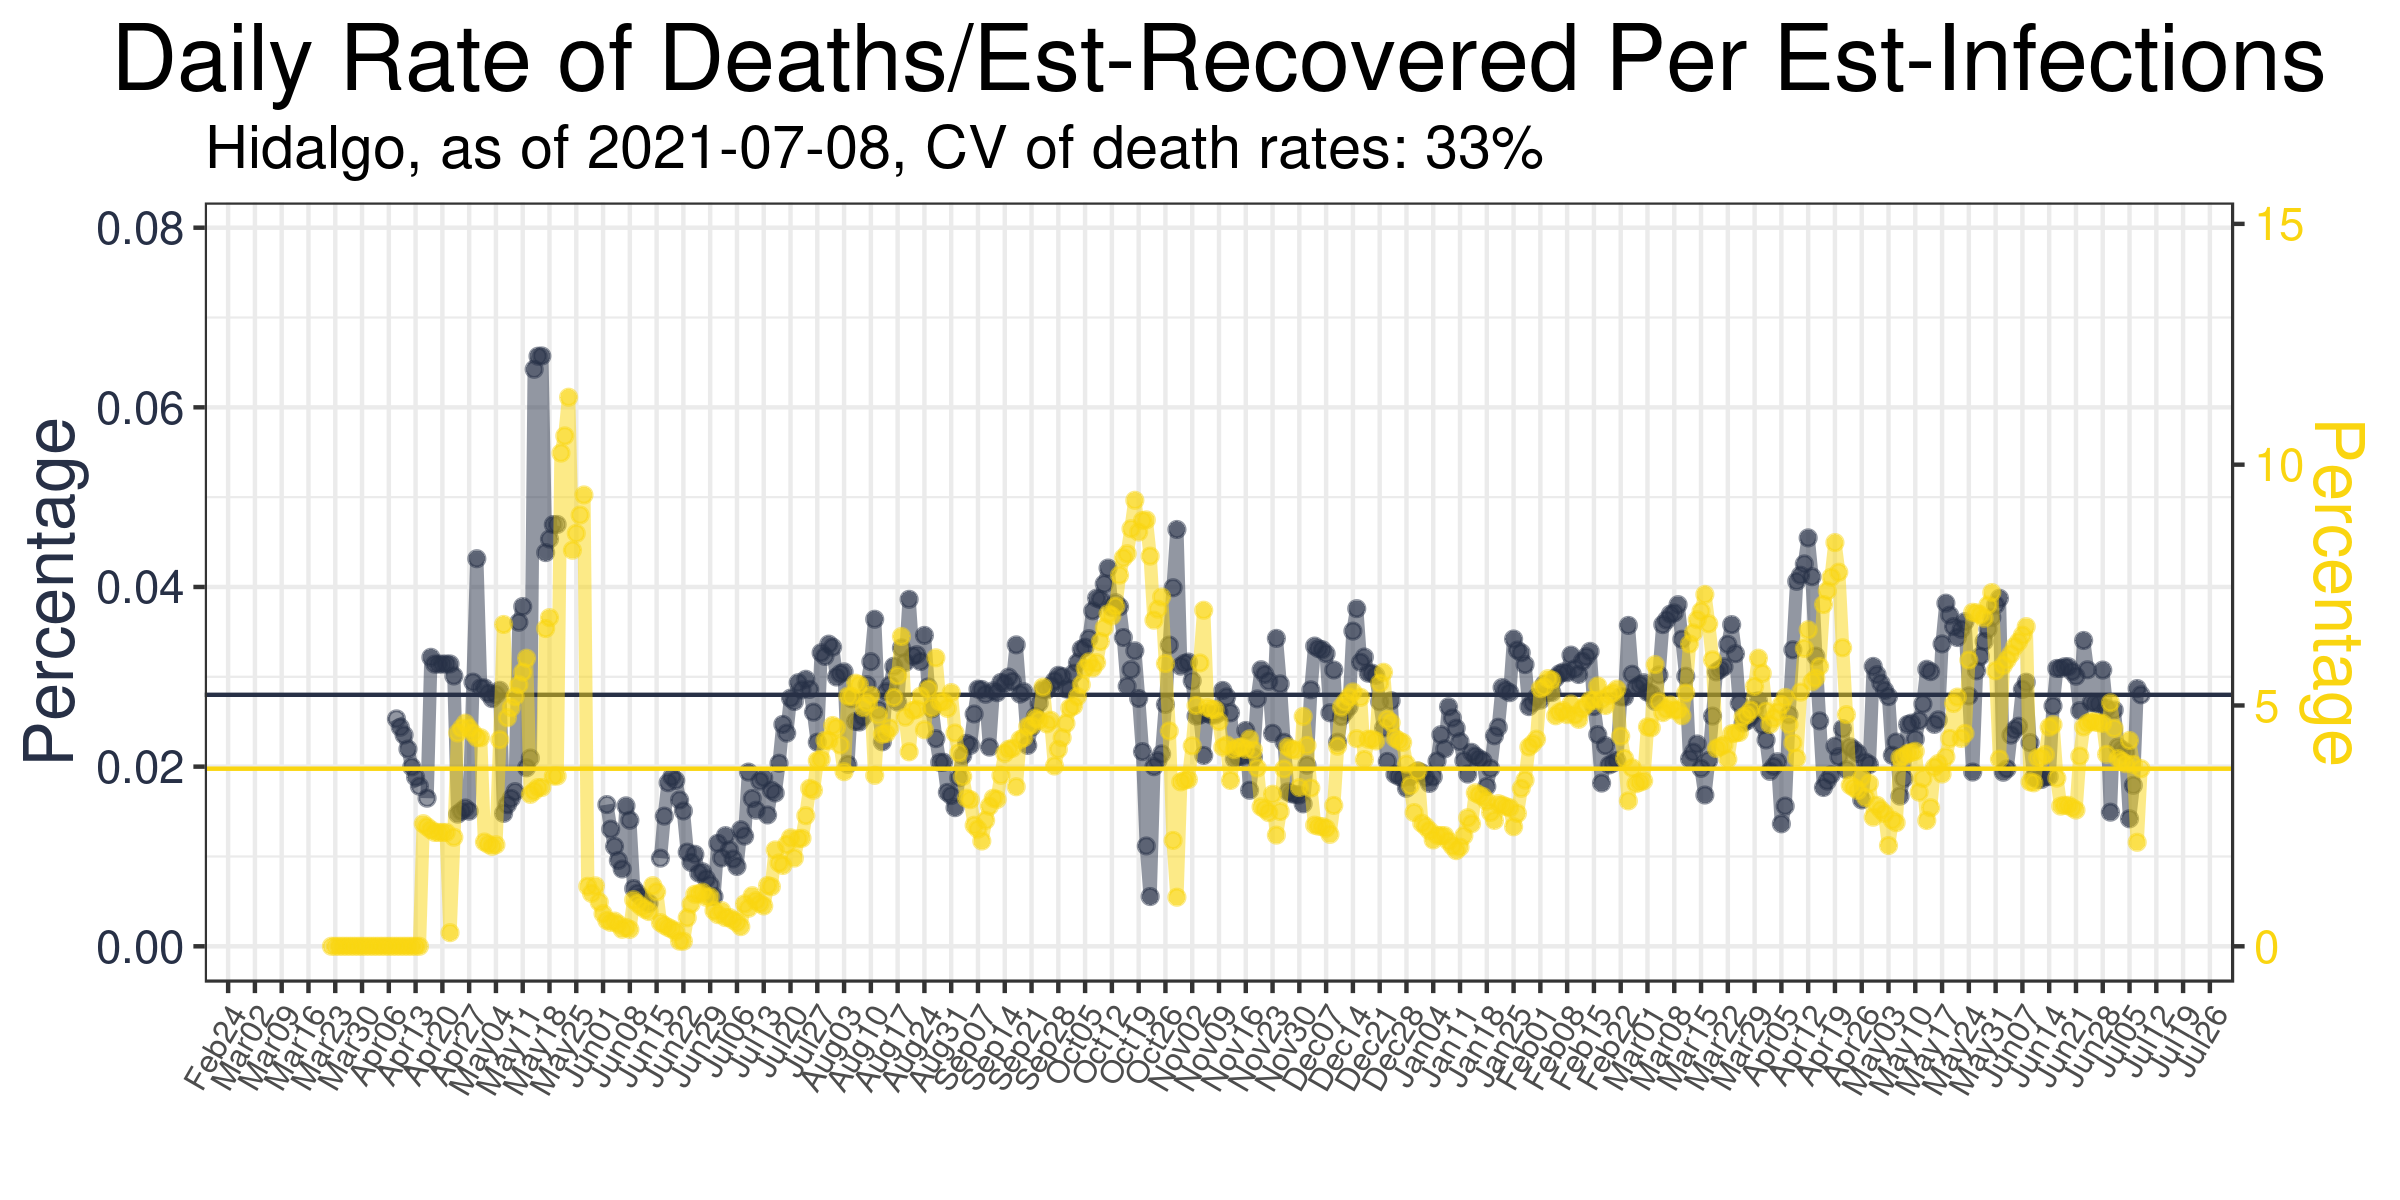 Daily Rate of Deaths/Est-Recovered Per Est-Infections
Hidalgo, as of 2021-07-08, CV of death rates: 33%
Percentage
0.08
0.06
0.04
0.02
0.00
15
10
5
0
Percentage
Feb24
Mar02
Mar09
Mar16
Mar23
Mar30
Apr06
Apr13
Apr20
Apr27
May04
May11
May18
May25
Jun01
Jun08
Jun15
Jun22
Jun29
Jul06
Jul13
Jul20
Jul27
Aug03
Aug10
Aug17
Aug24
Aug31
Sep07
Sep14
Sep21
Sep28
Oct05
Oct12
Oct19
Oct26
Nov02
Nov09
Nov16
Nov23
Nov30
Dec07
Dec14
Dec21
Dec28
Jan04
Jan11
Jan18
Jan25
Feb01
Feb08
Feb15
Feb22
Mar01
Mar08
Mar15
Mar22
Mar29
Apr05
Apr12
Apr19
Apr26
May03
May10
May17
May24
May31
Jun07
Jun14
Jun21
Jun28
Jul05
Jul12
Jul19
Jul26